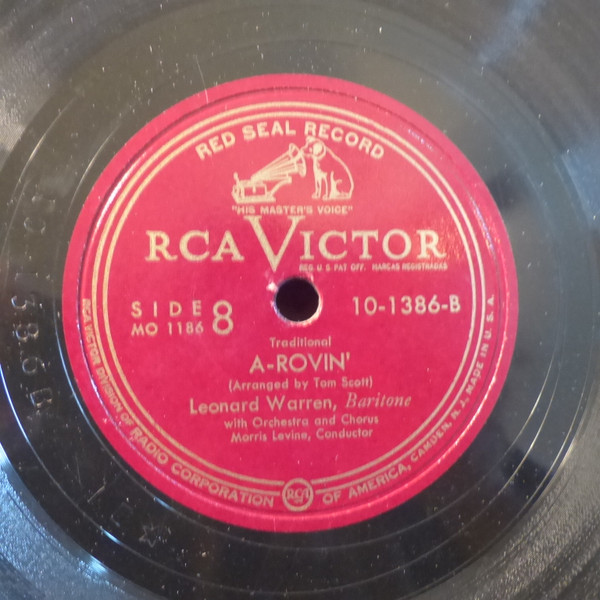 RED SEAL RECORD
"HIS MASTER'S VOICE"
RCA VICTOR
REG. U. S. PAT. OFF. MARCAS REGISTRADAS
SIDE 8
MO 1186
10-1386-B
Traditional
A-ROVIN'
(Arranged by Tom Scott)
Leonard Warren, Baritone
with Orchestra and Chorus
Morris Levine, Conductor
RCA VICTOR DIVISION OF RADIO CORPORATION RCA OF AMERICA, CAMDEN, N. J. MADE IN U. S. A.